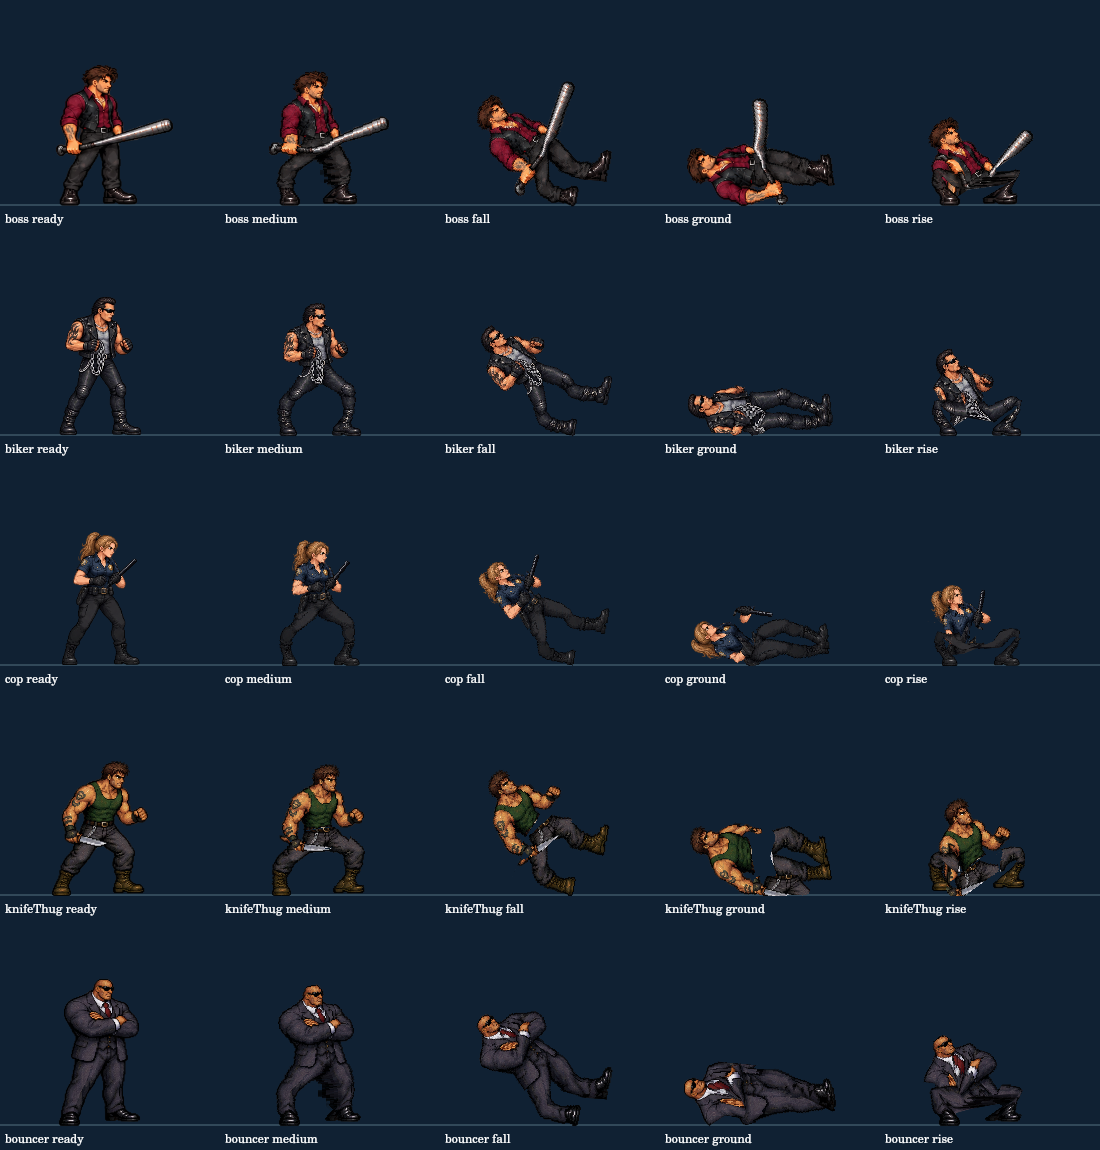 boss ready
boss medium
boss fall
boss ground
boss rise
biker ready
biker medium
biker fall
biker ground
biker rise
cop ready
cop medium
cop fall
cop ground
cop rise
knifeThug ready
knifeThug medium
knifeThug fall
knifeThug ground
knifeThug rise
bouncer ready
bouncer medium
bouncer fall
bouncer ground
bouncer rise